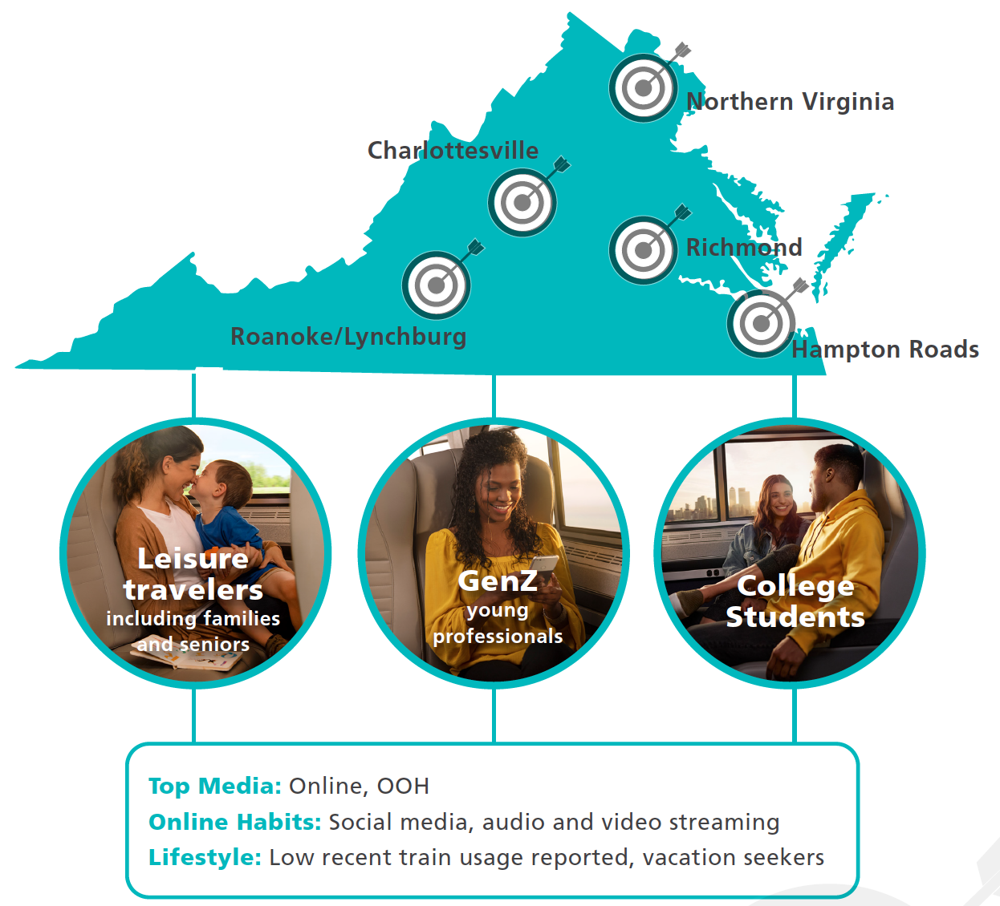 Northern Virginia
Charlottesville
Richmond
Roanoke/Lynchburg
Hampton Roads
Leisure
travelers
including families
and seniors
GenZ
young
professionals
College
Students
Top Media: Online, OOH
Online Habits: Social media, audio and video streaming
Lifestyle: Low recent train usage reported, vacation seekers